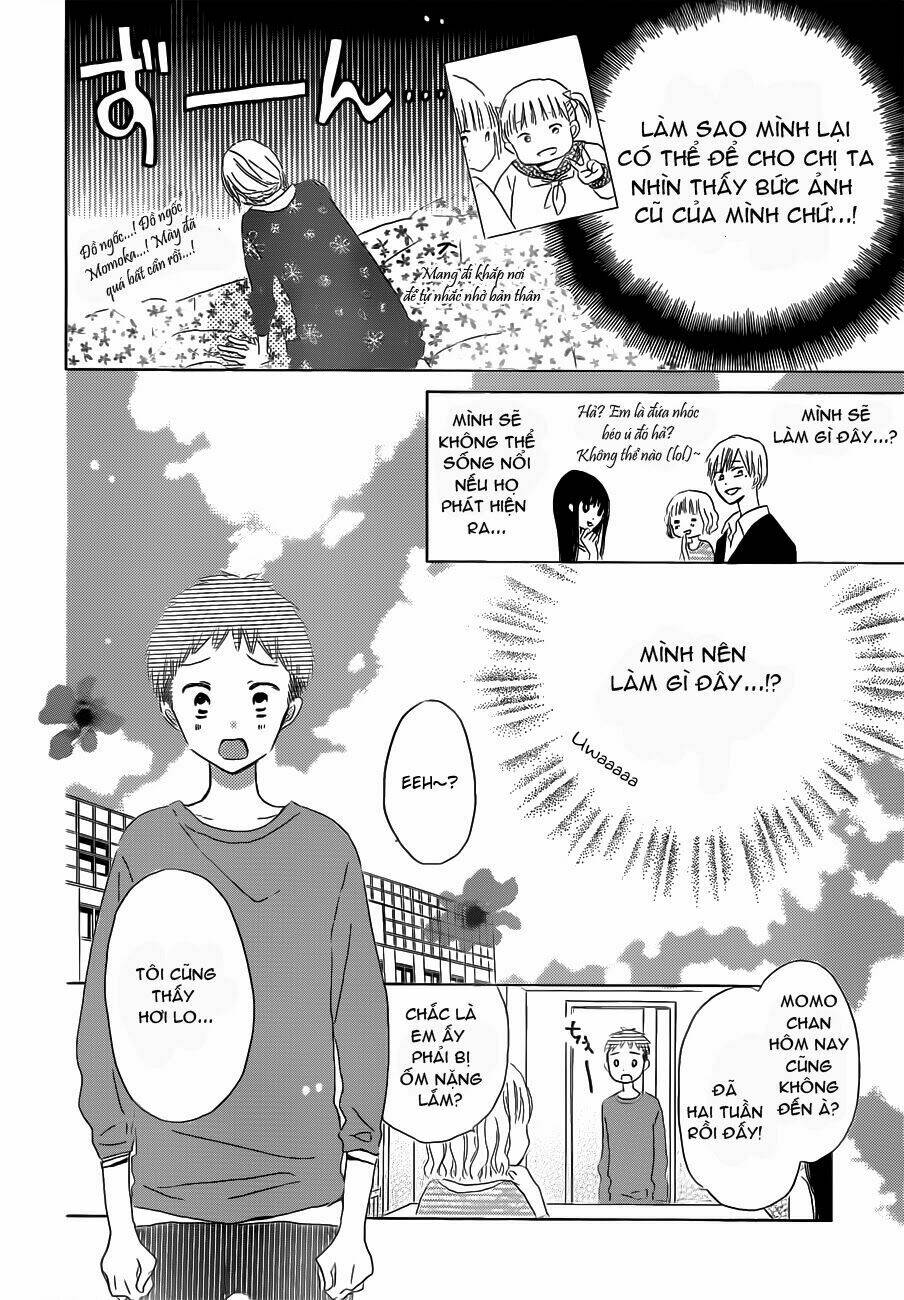 ずーん…
LÀM SAO MÌNH LẠI
CÓ THỂ ĐỂ CHO CHỊ TA
NHÌN THẤY BỨC ẢNH
CŨ CỦA MÌNH CHỨ...!
Đồ ngốc...! Đồ ngốc
Momoka...! Mày đã
quá bất cẩn rồi...!
Mang đi khắp nơi
để tự nhắc nhở bản thân
MÌNH SẼ
LÀM GÌ ĐÂY...?
Hả? Em là đứa nhóc
béo ú đó hả?
Không thể nào (lol)~
MÌNH SẼ
KHÔNG THỂ
SỐNG NỔI
NẾU HỌ
PHÁT HIỆN
RA...
MÌNH NÊN
LÀM GÌ ĐÂY...!?
Uwaaaaa
EEH~?
TÔI CŨNG
THẤY
HƠI LO...
MOMO
CHAN
HÔM NAY
CŨNG
KHÔNG
ĐẾN À?
ĐÃ
HAI TUẦN
RỒI ĐẤY!
CHẮC LÀ
EM ẤY
PHẢI BỊ
ỐM NẶNG
LẮM?